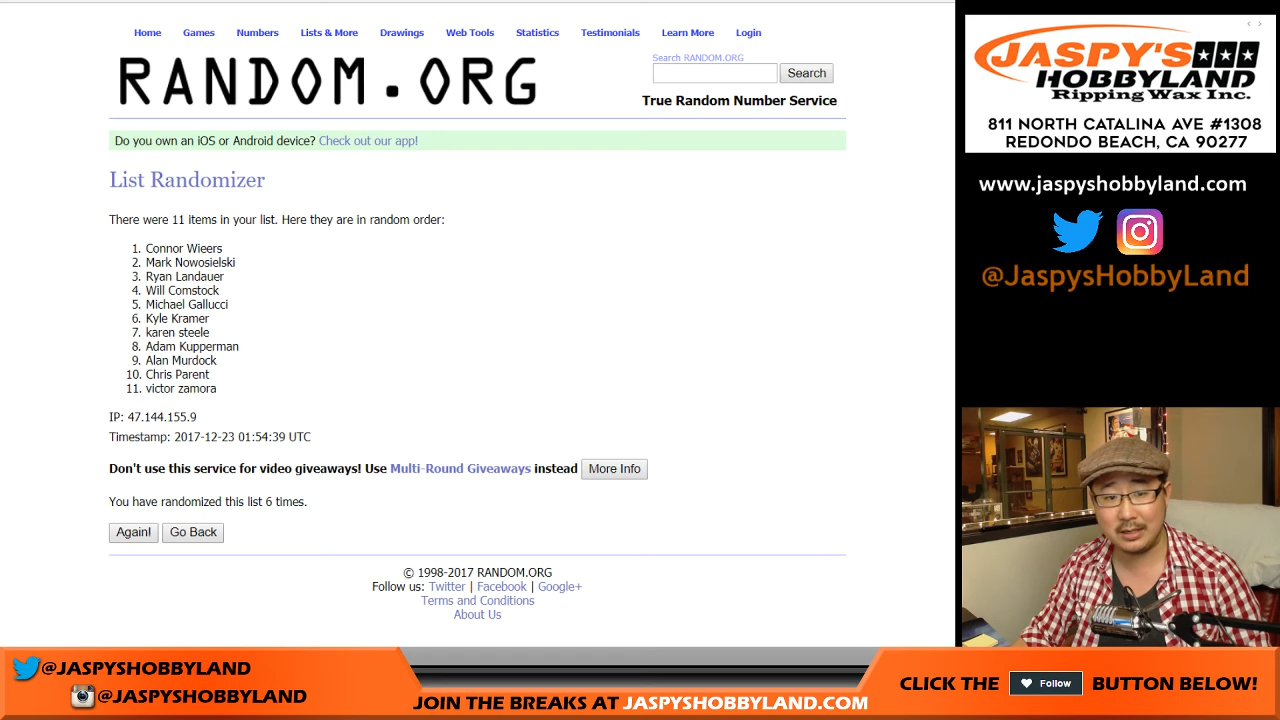 Home Games Numbers Lists & More Drawings Web Tools Statistics Testimonials Learn More Login
RANDOM.ORG
Search RANDOM.ORG
Search
True Random Number Service
Do you own an iOS or Android device? Check out our app!
List Randomizer
There were 11 items in your list. Here they are in random order:
1. Connor Wieers
2. Mark Nowosielski
3. Ryan Landauer
4. Will Comstock
5. Michael Gallucci
6. Kyle Kramer
7. karen steele
8. Adam Kupperman
9. Alan Murdock
10. Chris Parent
11. victor zamora
IP: 47.144.155.9
Timestamp: 2017-12-23 01:54:39 UTC
Don't use this service for video giveaways! Use Multi-Round Giveaways instead More Info
You have randomized this list 6 times.
Again! Go Back
© 1998-2017 RANDOM.ORG
Follow us: Twitter | Facebook | Google+
Terms and Conditions
About Us
JASPY'S
HOBBYLAND
Ripping Wax Inc.
811 NORTH CATALINA AVE #1308
REDONDO BEACH, CA 90277
www.jaspyshobbyland.com
@JaspysHobbyLand
@JASPYSHOBBYLAND
@JASPYSHOBBYLAND
JOIN THE BREAKS AT JASPYSHOBBYLAND.COM
CLICK THE Follow BUTTON BELOW!